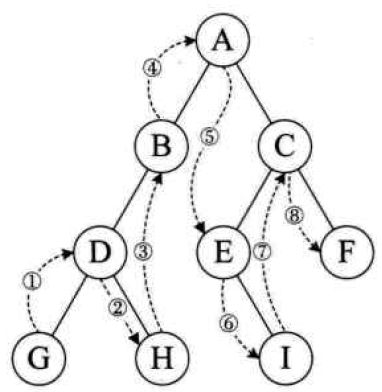 A
④
⑤
B
C
⑧
D
③
E
⑦
F
①
②
⑥
G
H
I